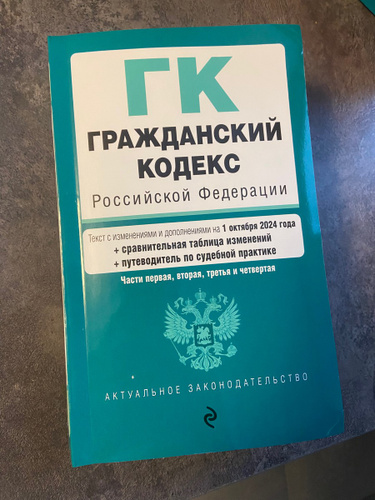 ГК
ГРАЖДАНСКИЙ
КОДЕКС
Российской Федерации
Текст с изменениями и дополнениями на 1 октября 2024 года
+ сравнительная таблица изменений
+ путеводитель по судебной практике
Части первая, вторая, третья и четвертая
АКТУАЛЬНОЕ ЗАКОНОДАТЕЛЬСТВО